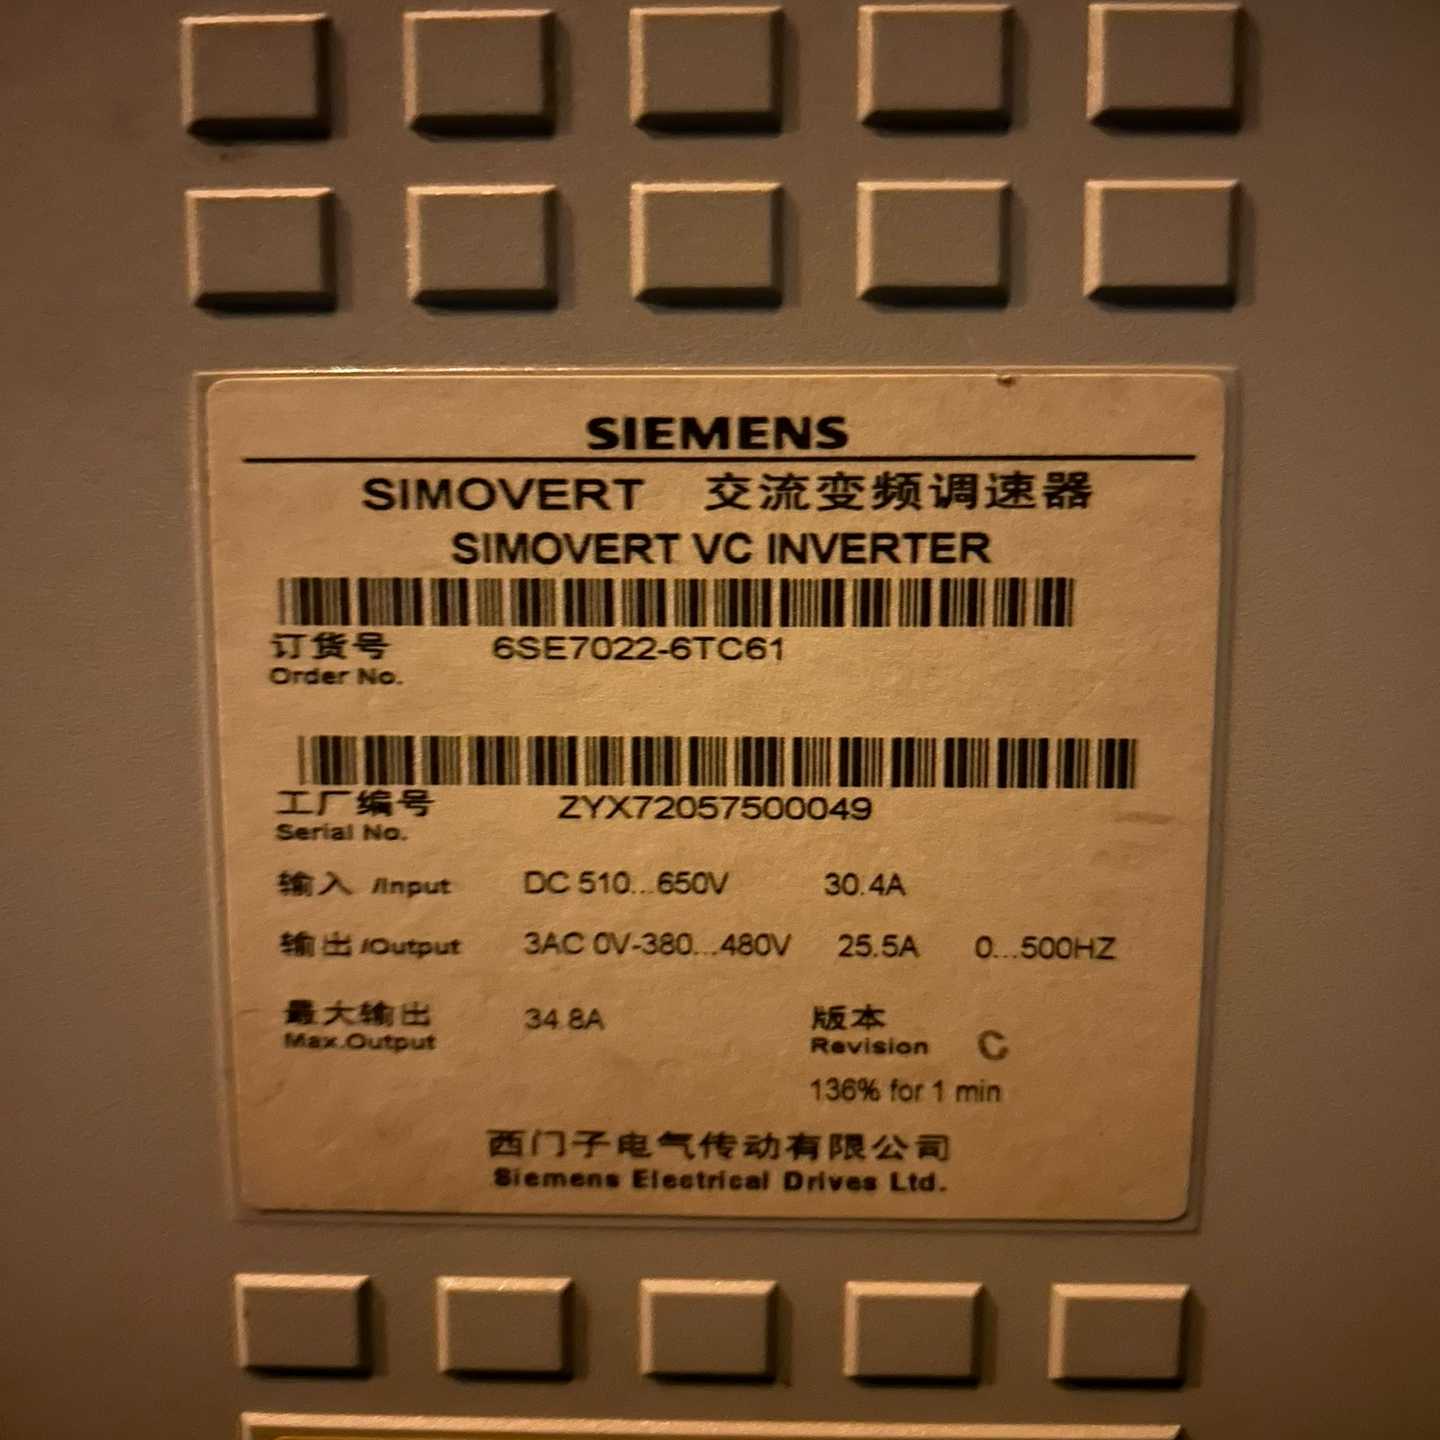 SIEMENS
SIMOVERT 交流变频调速器
SIMOVERT VC INVERTER
订货号 6SE7022-6TC61
Order No.
工厂编号 ZYX72057500049
Serial No.
输入 /Input DC 510...650V 30.4A
输出 /Output 3AC 0V-380...480V 25.5A 0...500HZ
最大输出 34.8A 版本
Max.Output Revision C
136% for 1 min
西门子电气传动有限公司
Siemens Electrical Drives Ltd.